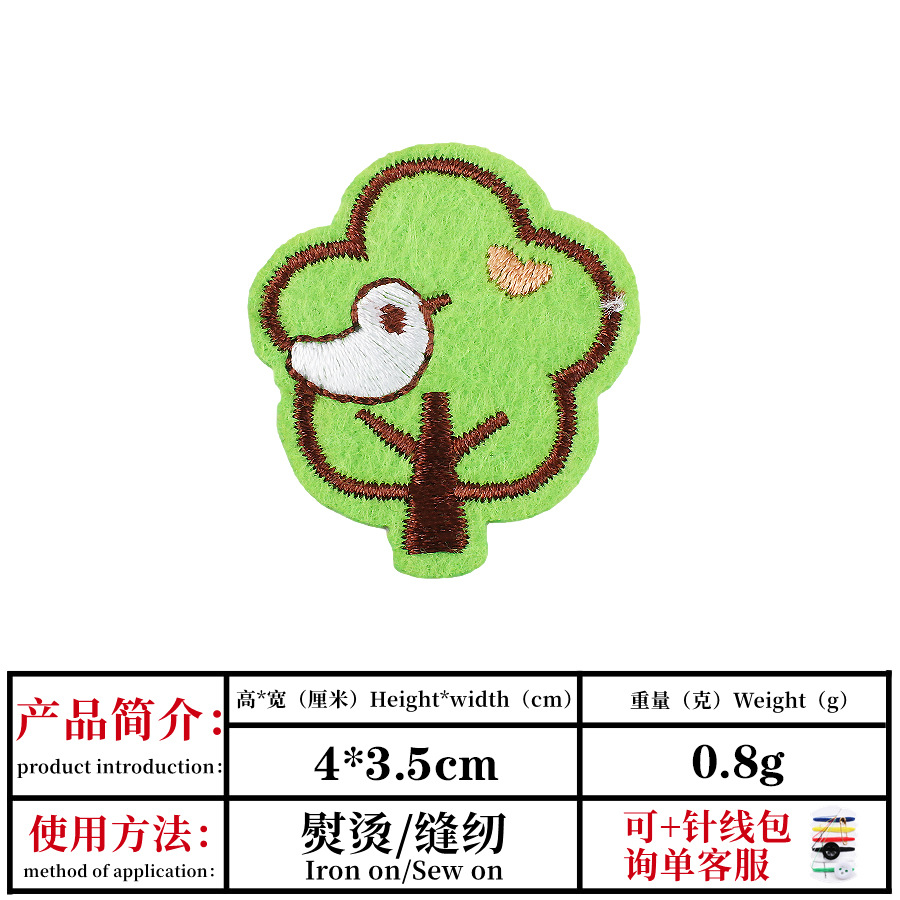 产品简介：
product introduction：
高*宽（厘米）Height*width（cm）
重量（克）Weight（g）
4*3.5cm
0.8g
使用方法：
method of application：
熨烫/缝纫
Iron on/Sew on
可+针线包
询单客服